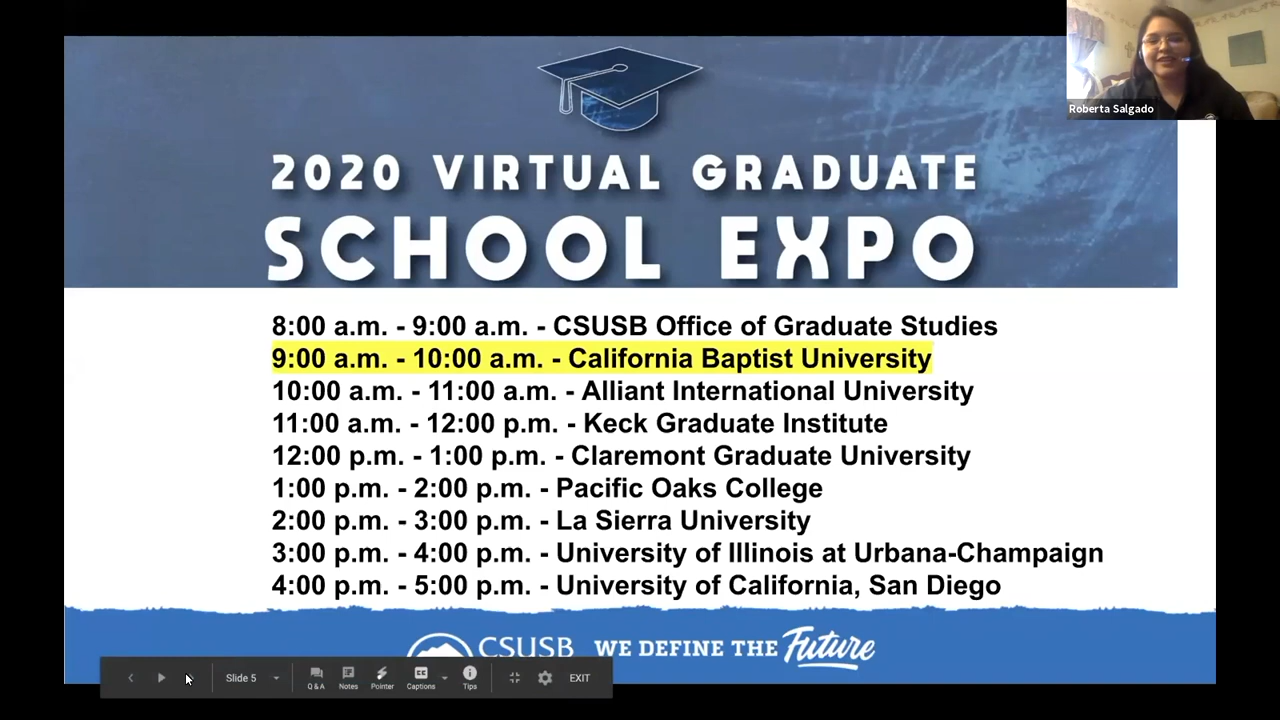 Roberta Salgado
2020 VIRTUAL GRADUATE
SCHOOL EXPO
8:00 a.m. - 9:00 a.m. - CSUSB Office of Graduate Studies
9:00 a.m. - 10:00 a.m. - California Baptist University
10:00 a.m. - 11:00 a.m. - Alliant International University
11:00 a.m. - 12:00 p.m. - Keck Graduate Institute
12:00 p.m. - 1:00 p.m. - Claremont Graduate University
1:00 p.m. - 2:00 p.m. - Pacific Oaks College
2:00 p.m. - 3:00 p.m. - La Sierra University
3:00 p.m. - 4:00 p.m. - University of Illinois at Urbana-Champaign
4:00 p.m. - 5:00 p.m. - University of California, San Diego
CSUSB WE DEFINE THE Future
Slide 5 Q & A Notes Pointer CC Captions Tips EXIT